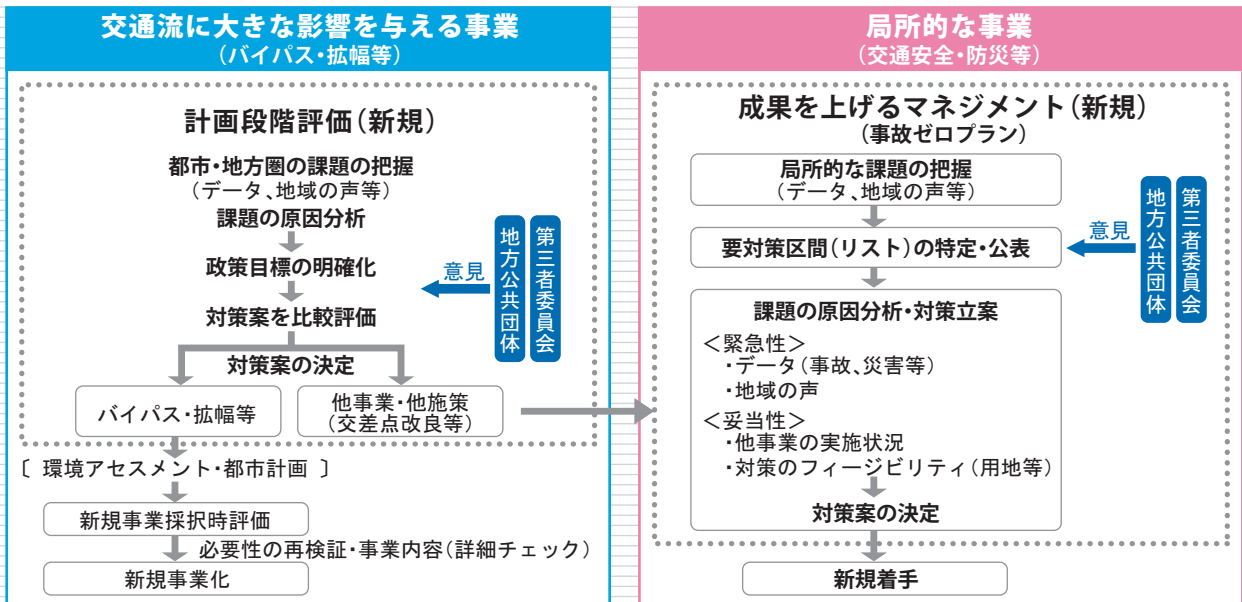 交通流に大きな影響を与える事業
(バイパス・拡幅等)
計画段階評価(新規)
都市・地方圏の課題の把握
(データ、地域の声等)
課題の原因分析
政策目標の明確化
対策案を比較評価
対策案の決定
意見
地方公共団体
第三者委員会
バイパス・拡幅等
他事業・他施策
(交差点改良等)
〔 環境アセスメント・都市計画 〕
新規事業採択時評価
必要性の再検証・事業内容(詳細チェック)
新規事業化
局所的な事業
(交通安全・防災等)
成果を上げるマネジメント(新規)
(事故ゼロプラン)
局所的な課題の把握
(データ、地域の声等)
要対策区間(リスト)の特定・公表
意見
地方公共団体
第三者委員会
課題の原因分析・対策立案
<緊急性>
・データ(事故、災害等)
・地域の声
<妥当性>
・他事業の実施状況
・対策のフィージビリティ(用地等)
対策案の決定
新規着手